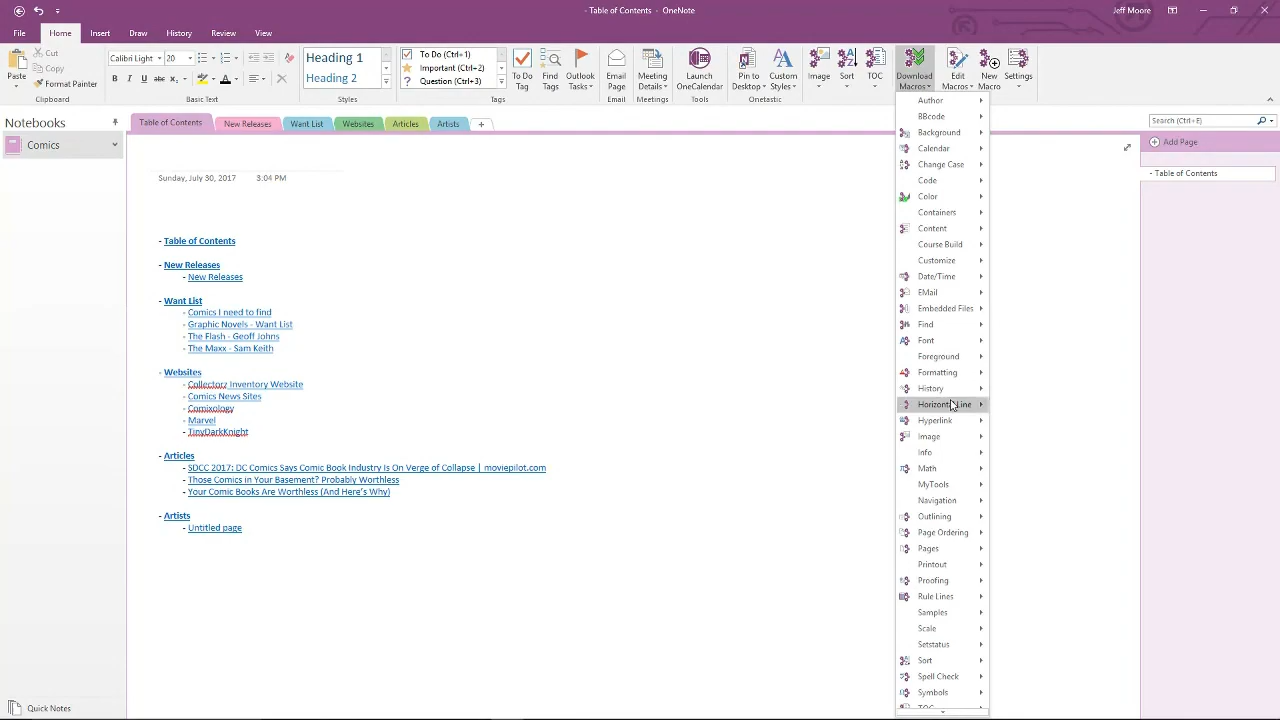 - Table of Contents - OneNote
Jeff Moore
File
Home
Insert
Draw
History
Review
View
Paste
Cut
Copy
Format Painter
Clipboard
Calibri Light
20
B I U abc x₂
Basic Text
Heading 1
Heading 2
Styles
To Do (Ctrl+1)
Important (Ctrl+2)
Question (Ctrl+3)
Tags
To Do
Tag
Find
Tags
Outlook
Tasks
Email
Page
Email
Meeting
Details
Meetings
Launch
OneCalendar
Tools
Pin to
Desktop
Custom
Styles
Onetastic
Image
Sort
TOC
Download
Macros
Edit
Macros
New
Macro
Settings
Notebooks
Comics
Table of Contents
New Releases
Want List
Websites
Articles
Artists
+
Search (Ctrl+E)
Add Page
- Table of Contents
Sunday, July 30, 2017 3:04 PM
- Table of Contents
- New Releases
- New Releases
- Want List
- Comics I need to find
- Graphic Novels - Want List
- The Flash - Geoff Johns
- The Maxx - Sam Keith
- Websites
- Collectorz Inventory Website
- Comics News Sites
- Comixology
- Marvel
- TinyDarkKnight
- Articles
- SDCC 2017: DC Comics Says Comic Book Industry Is On Verge of Collapse | moviepilot.com
- Those Comics in Your Basement? Probably Worthless
- Your Comic Books Are Worthless (And Here's Why)
- Artists
- Untitled page
Author
BBcode
Background
Calendar
Change Case
Code
Color
Containers
Content
Course Build
Customize
Date/Time
EMail
Embedded Files
Find
Font
Foreground
Formatting
History
Horizontal Line
Hyperlink
Image
Info
Math
MyTools
Navigation
Outlining
Page Ordering
Pages
Printout
Proofing
Rule Lines
Samples
Scale
Setstatus
Sort
Spell Check
Symbols
TOC
Quick Notes